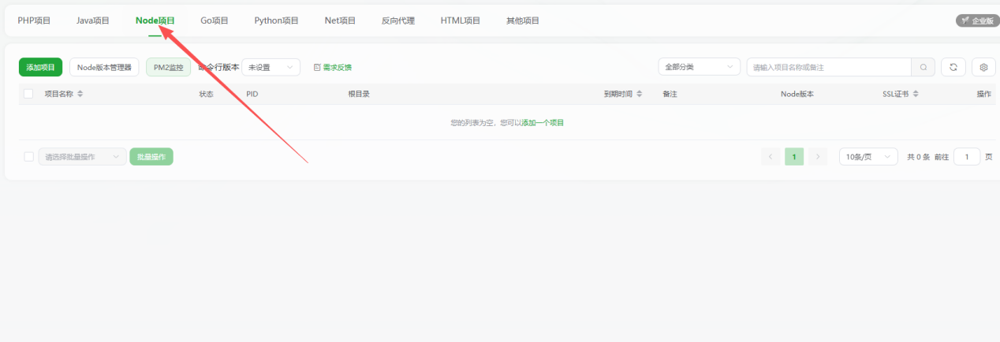 PHP项目 Java项目 Node项目 Go项目 Python项目 Net项目 反向代理 HTML项目 其他项目 企业版
添加项目 Node版本管理器 PM2监控 命令行版本 未设置 需求反馈 全部分类 请输入项目名称或备注
项目名称 状态 PID 根目录 到期时间 备注 Node版本 SSL证书 操作
您的列表为空，您可以添加一个项目
请选择批量操作 批量操作 1 10条/页 共 0 条 前往 1 页